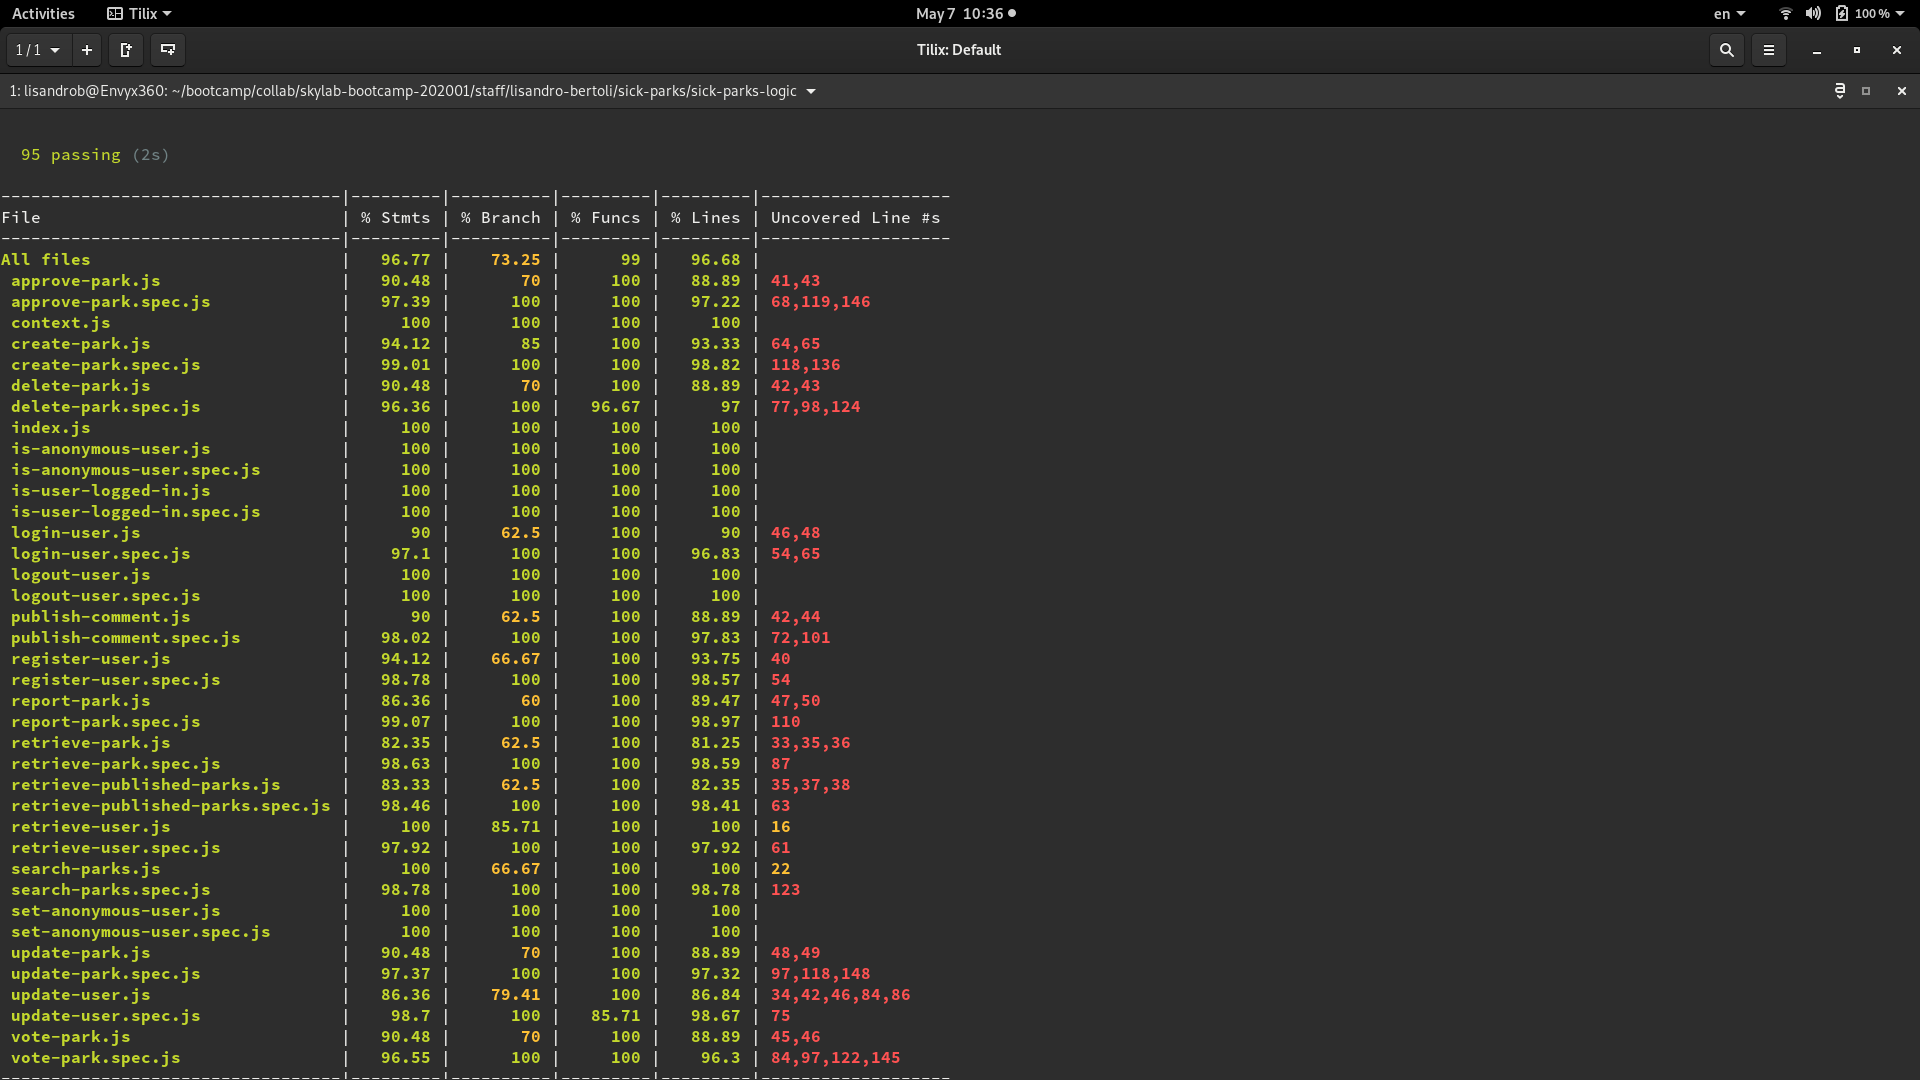 Activities Tilix May 7 10:36 en 100 %
1 / 1 Tilix: Default
1: lisandrob@Envyx360: ~/bootcamp/collab/skylab-bootcamp-202001/staff/lisandro-bertoli/sick-parks/sick-parks-logic
95 passing (2s)
----------------------------------|---------|----------|---------|---------|-------------------
File | % Stmts | % Branch | % Funcs | % Lines | Uncovered Line #s
----------------------------------|---------|----------|---------|---------|-------------------
All files | 96.77 | 73.25 | 99 | 96.68 |
approve-park.js | 90.48 | 70 | 100 | 88.89 | 41,43
approve-park.spec.js | 97.39 | 100 | 100 | 97.22 | 68,119,146
context.js | 100 | 100 | 100 | 100 |
create-park.js | 94.12 | 85 | 100 | 93.33 | 64,65
create-park.spec.js | 99.01 | 100 | 100 | 98.82 | 118,136
delete-park.js | 90.48 | 70 | 100 | 88.89 | 42,43
delete-park.spec.js | 96.36 | 100 | 96.67 | 97 | 77,98,124
index.js | 100 | 100 | 100 | 100 |
is-anonymous-user.js | 100 | 100 | 100 | 100 |
is-anonymous-user.spec.js | 100 | 100 | 100 | 100 |
is-user-logged-in.js | 100 | 100 | 100 | 100 |
is-user-logged-in.spec.js | 100 | 100 | 100 | 100 |
login-user.js | 90 | 62.5 | 100 | 90 | 46,48
login-user.spec.js | 97.1 | 100 | 100 | 96.83 | 54,65
logout-user.js | 100 | 100 | 100 | 100 |
logout-user.spec.js | 100 | 100 | 100 | 100 |
publish-comment.js | 90 | 62.5 | 100 | 88.89 | 42,44
publish-comment.spec.js | 98.02 | 100 | 100 | 97.83 | 72,101
register-user.js | 94.12 | 66.67 | 100 | 93.75 | 40
register-user.spec.js | 98.78 | 100 | 100 | 98.57 | 54
report-park.js | 86.36 | 60 | 100 | 89.47 | 47,50
report-park.spec.js | 99.07 | 100 | 100 | 98.97 | 110
retrieve-park.js | 82.35 | 62.5 | 100 | 81.25 | 33,35,36
retrieve-park.spec.js | 98.63 | 100 | 100 | 98.59 | 87
retrieve-published-parks.js | 83.33 | 62.5 | 100 | 82.35 | 35,37,38
retrieve-published-parks.spec.js | 98.46 | 100 | 100 | 98.41 | 63
retrieve-user.js | 100 | 85.71 | 100 | 100 | 16
retrieve-user.spec.js | 97.92 | 100 | 100 | 97.92 | 61
search-parks.js | 100 | 66.67 | 100 | 100 | 22
search-parks.spec.js | 98.78 | 100 | 100 | 98.78 | 123
set-anonymous-user.js | 100 | 100 | 100 | 100 |
set-anonymous-user.spec.js | 100 | 100 | 100 | 100 |
update-park.js | 90.48 | 70 | 100 | 88.89 | 48,49
update-park.spec.js | 97.37 | 100 | 100 | 97.32 | 97,118,148
update-user.js | 86.36 | 79.41 | 100 | 86.84 | 34,42,46,84,86
update-user.spec.js | 98.7 | 100 | 85.71 | 98.67 | 75
vote-park.js | 90.48 | 70 | 100 | 88.89 | 45,46
vote-park.spec.js | 96.55 | 100 | 100 | 96.3 | 84,97,122,145
----------------------------------|---------|----------|---------|---------|-------------------